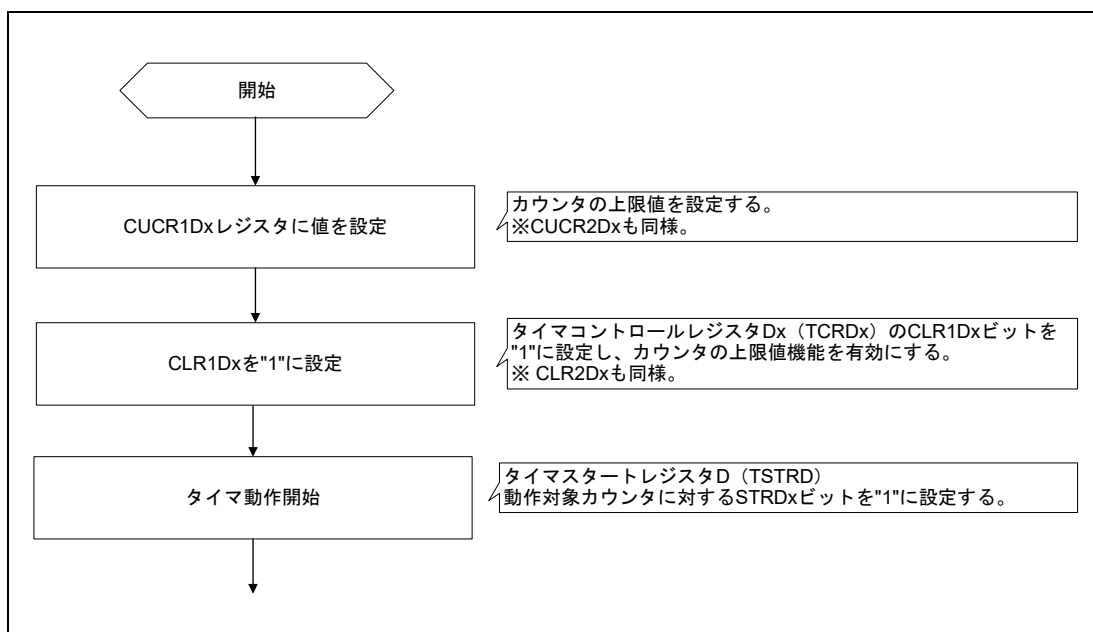 開始
CUCR1Dxレジスタに値を設定
カウンタの上限値を設定する。
※CUCR2Dxも同様。
CLR1Dxを"1"に設定
タイマコントロールレジスタDx（TCRDx）のCLR1Dxビットを
"1"に設定し、カウンタの上限値機能を有効にする。
※ CLR2Dxも同様。
タイマ動作開始
タイマスタートレジスタD（TSTRD）
動作対象カウンタに対するSTRDxビットを"1"に設定する。